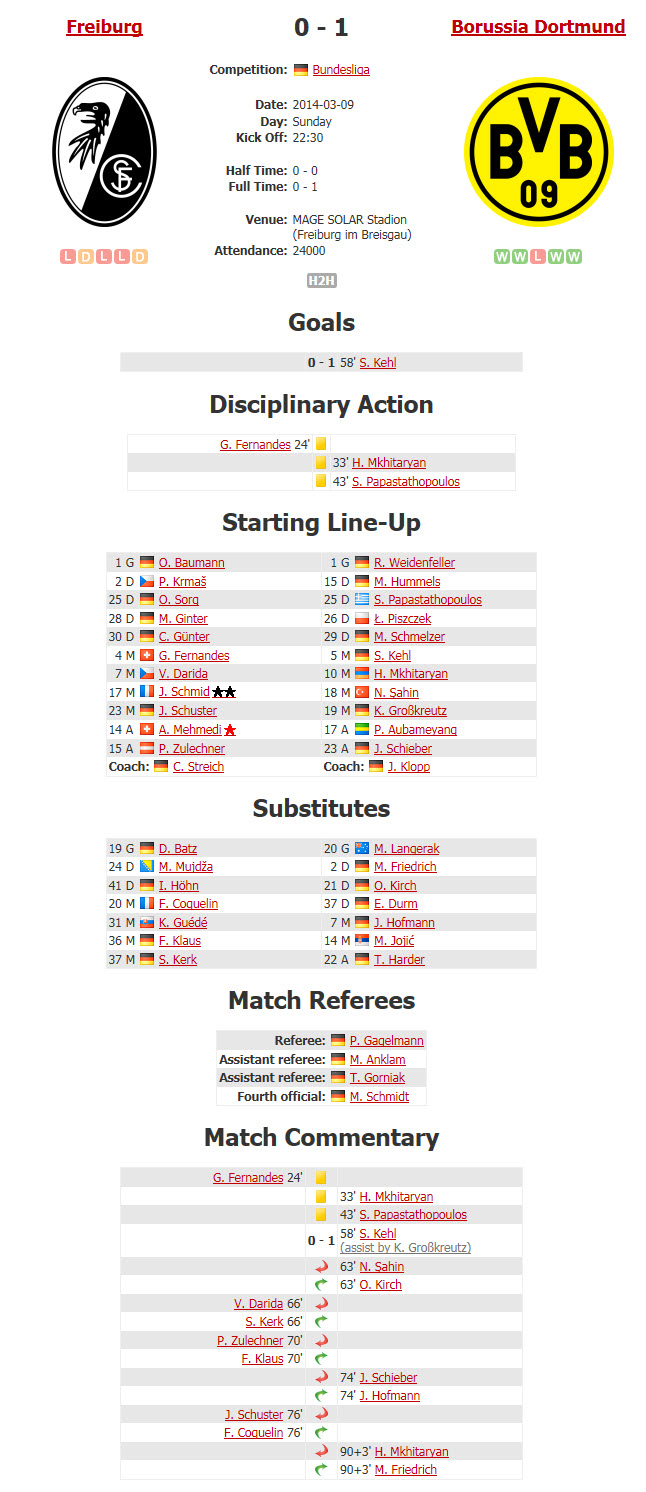 Freiburg 0 - 1 Borussia Dortmund
Competition: Bundesliga
Date: 2014-03-09
Day: Sunday
Kick Off: 22:30
Half Time: 0 - 0
Full Time: 0 - 1
Venue: MAGE SOLAR Stadion
(Freiburg im Breisgau)
Attendance: 24000
SC F
BVB
09
L D L L D
W W L W W
H2H
Goals
0 - 1 58' S. Kehl
Disciplinary Action
G. Fernandes 24'
33' H. Mkhitaryan
43' S. Papastathopoulos
Starting Line-Up
1 G O. Baumann 1 G R. Weidenfeller
2 D P. Krmaš 15 D M. Hummels
25 D O. Sorg 25 D S. Papastathopoulos
28 D M. Ginter 26 D Ł. Piszczek
30 D C. Günter 29 D M. Schmelzer
4 M G. Fernandes 5 M S. Kehl
7 M V. Darida 10 M H. Mkhitaryan
17 M J. Schmid 18 M N. Şahin
23 M J. Schuster 19 M K. Großkreutz
14 A A. Mehmedi 17 A P. Aubameyang
15 A P. Zulechner 23 A J. Schieber
Coach: C. Streich Coach: J. Klopp
Substitutes
19 G D. Batz 20 G M. Langerak
24 D M. Mujdža 2 D M. Friedrich
41 D I. Höhn 21 D O. Kirch
20 M F. Coquelin 37 D E. Durm
31 M K. Guédé 7 M J. Hofmann
36 M F. Klaus 14 M M. Jojić
37 M S. Kerk 22 A T. Harder
Match Referees
Referee: P. Gagelmann
Assistant referee: M. Anklam
Assistant referee: T. Gorniak
Fourth official: M. Schmidt
Match Commentary
G. Fernandes 24'
33' H. Mkhitaryan
43' S. Papastathopoulos
0 - 1 58' S. Kehl
(assist by K. Großkreutz)
63' N. Şahin
63' O. Kirch
V. Darida 66'
S. Kerk 66'
P. Zulechner 70'
F. Klaus 70'
74' J. Schieber
74' J. Hofmann
J. Schuster 76'
F. Coquelin 76'
90+3' H. Mkhitaryan
90+3' M. Friedrich